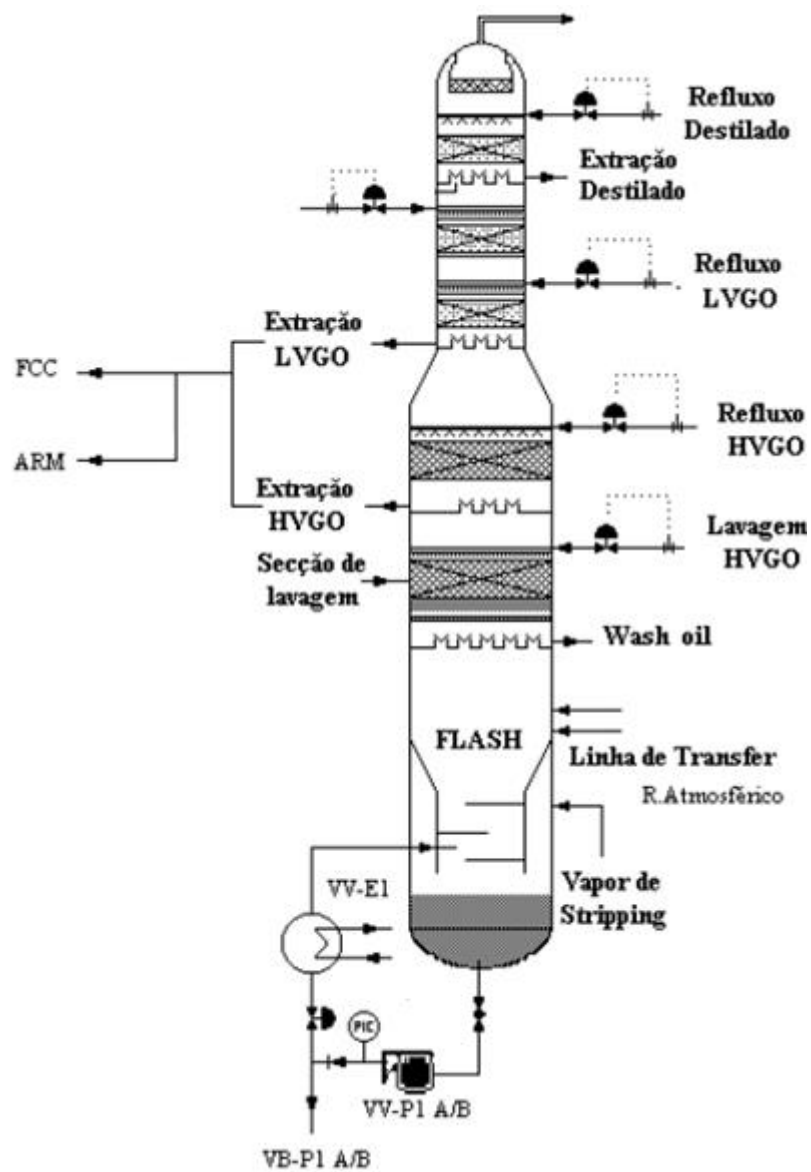 Refluxo
Destilado
Extração
Destilado
Refluxo
LVGO
Extração
LVGO
FCC
ARM
Refluxo
HVGO
Extração
HVGO
Lavagem
HVGO
Secção de
lavagem
Wash oil
FLASH
Linha de Transfer
R.Atmosférico
VV-E1
Vapor de
Stripping
PIC
VV-P1 A/B
VB-P1 A/B